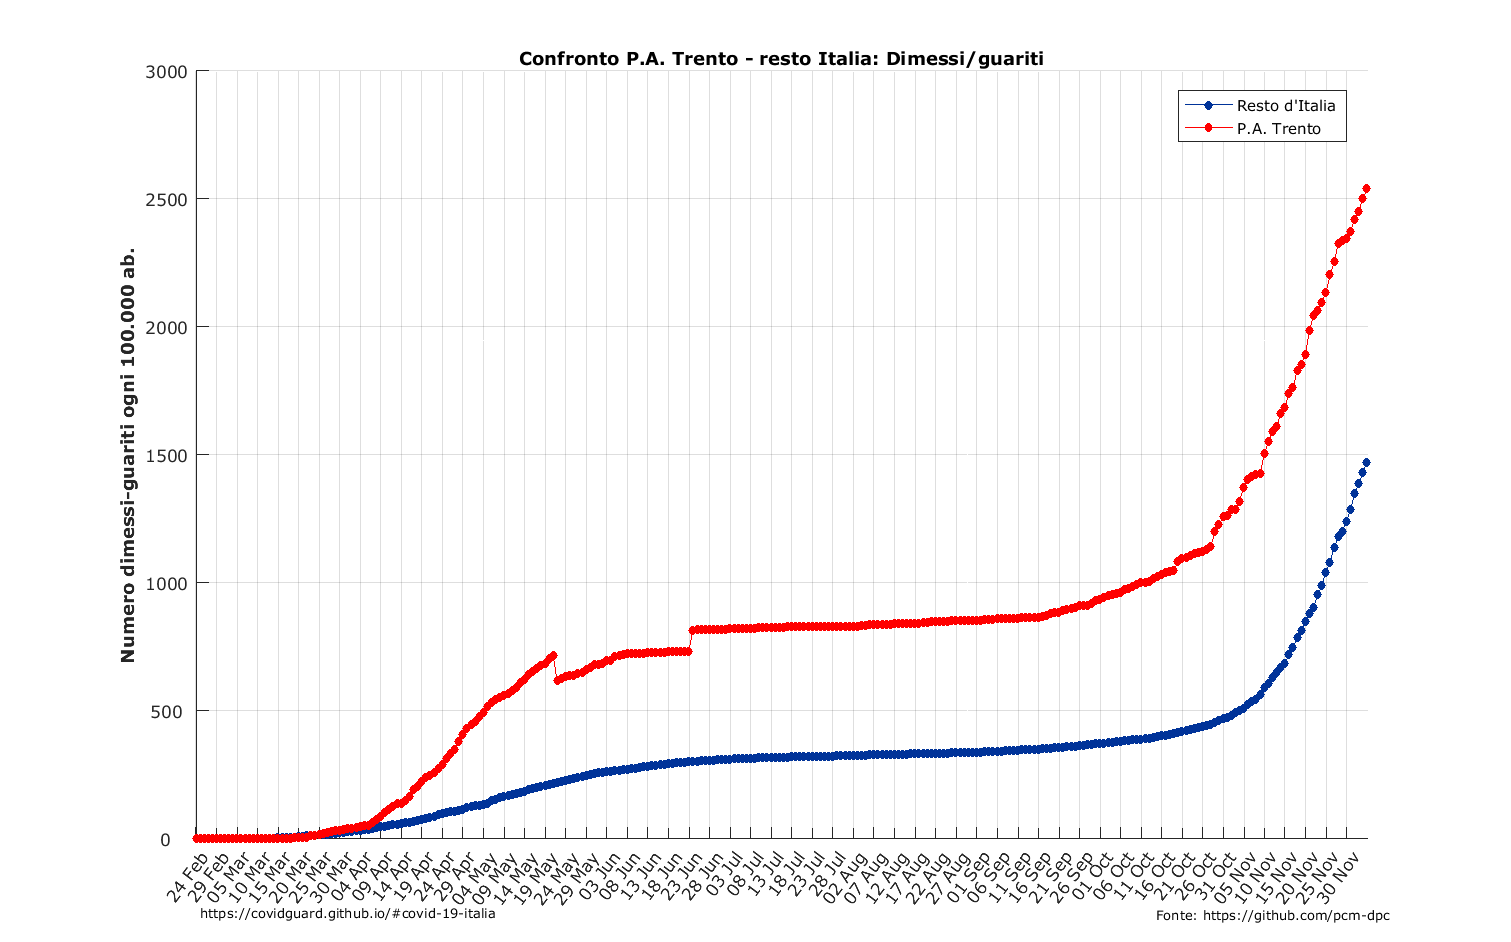 Confronto P.A. Trento - resto Italia: Dimessi/guariti
Resto d'Italia
P.A. Trento
Numero dimessi-guariti ogni 100.000 ab.
3000
2500
2000
1500
1000
500
0
24 Feb
29 Feb
05 Mar
10 Mar
15 Mar
20 Mar
25 Mar
30 Mar
04 Apr
09 Apr
14 Apr
19 Apr
24 Apr
29 Apr
04 May
09 May
14 May
19 May
24 May
29 May
03 Jun
08 Jun
13 Jun
18 Jun
23 Jun
28 Jun
03 Jul
08 Jul
13 Jul
18 Jul
23 Jul
28 Jul
02 Aug
07 Aug
12 Aug
17 Aug
22 Aug
27 Aug
01 Sep
06 Sep
11 Sep
16 Sep
21 Sep
26 Sep
01 Oct
06 Oct
11 Oct
16 Oct
21 Oct
26 Oct
31 Oct
05 Nov
10 Nov
15 Nov
20 Nov
25 Nov
30 Nov
https://covidguard.github.io/#covid-19-italia
Fonte: https://github.com/pcm-dpc